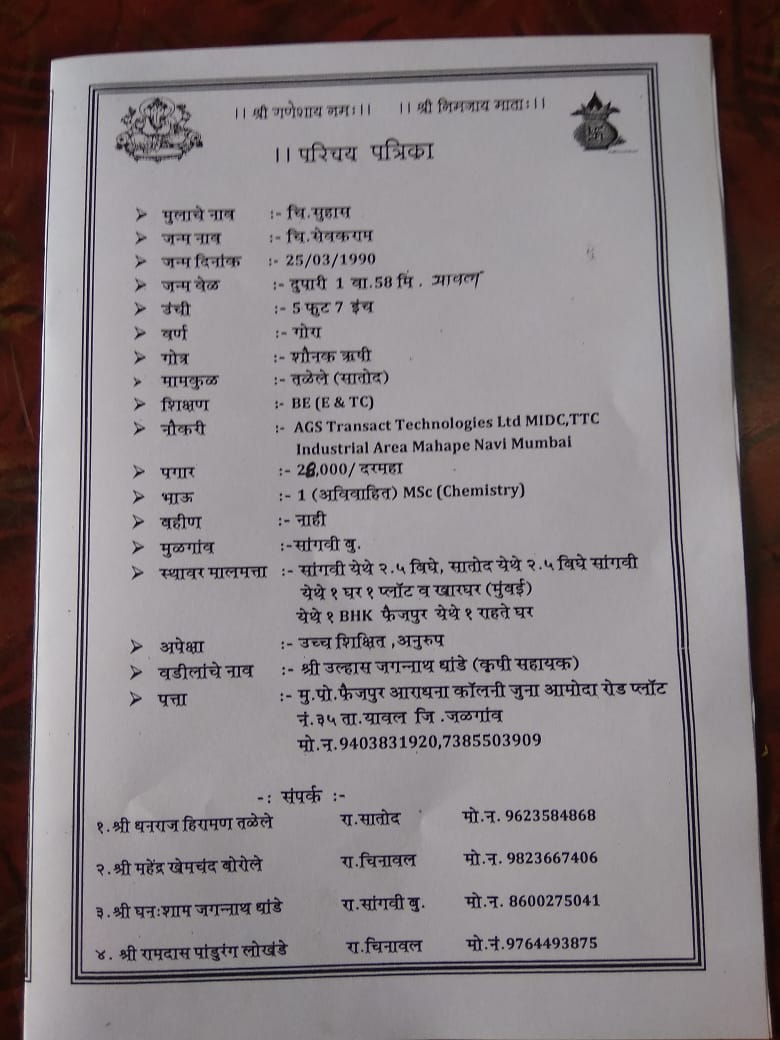 ।। श्री गणेशाय नमः।। ।। श्री निमजाय माताः।।
।। परिचय पत्रिका
➢ मुलाचे नाव :- चि.सुहास
➢ जन्म नाव :- चि.सेवकराम
➢ जन्म दिनांक :- 25/03/1990
➢ जन्म वेळ :- दुपारी 1 वा.58 मि .
➢ उंची :- 5 फुट 7 इंच
➢ वर्ण :- गोरा
➢ गोत्र :- शौनक ऋषी
➢ मामकुळ :- तळेले (सातोद)
➢ शिक्षण :- BE (E & TC)
➢ नौकरी :- AGS Transact Technologies Ltd MIDC,TTC
Industrial Area Mahape Navi Mumbai
➢ पगार :- 28,000/ दरमहा
➢ भाऊ :- 1 (अविवाहित) MSc (Chemistry)
➢ बहीण :- नाही
➢ मुळगांव :-सांगवी बु.
➢ स्थावर मालमत्ता :- सांगवी येथे २.५ बिघे, सातोद येथे २.५ बिघे सांगवी
येथे १ घर १ प्लॉट व खारघर (मुंबई)
येथे १ BHK फैजपुर येथे १ राहते घर
➢ अपेक्षा :- उच्च शिक्षित ,अनुरुप
➢ वडीलांचे नाव :- श्री उल्हास जगन्नाथ धांडे (कृषी सहायक)
➢ पत्ता :- मु.पो.फैजपुर आराधना कॉलनी जुना आमोदा रोड प्लॉट
नं.३५ ता.यावल जि .जळगांव
मो.न.9403831920,7385503909
-: संपर्क :-
१.श्री धनराज हिरामण तळेले रा.सातोद मो.न. 9623584868
२.श्री महेंद्र खेमचंद बोरोले रा.चिनावल मो.न. 9823667406
३.श्री घनःशाम जगन्नाथ धांडे रा.सांगवी बु. मो.न. 8600275041
४. श्री रामदास पांडुरंग लोखंडे रा.चिनावल मो.नं.9764493875